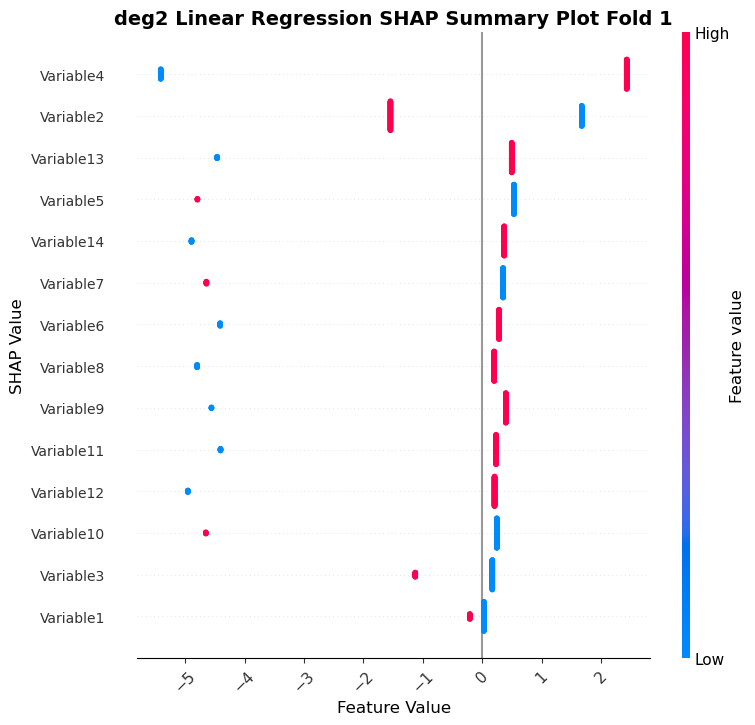 deg2 Linear Regression SHAP Summary Plot Fold 1
High
Variable4
Variable2
Variable13
Variable5
Variable14
Variable7
Variable6
Variable8
Variable9
Variable11
Variable12
Variable10
Variable3
Variable1
SHAP Value
Feature value
Low
−5 −4 −3 −2 −1 0 1 2
Feature Value